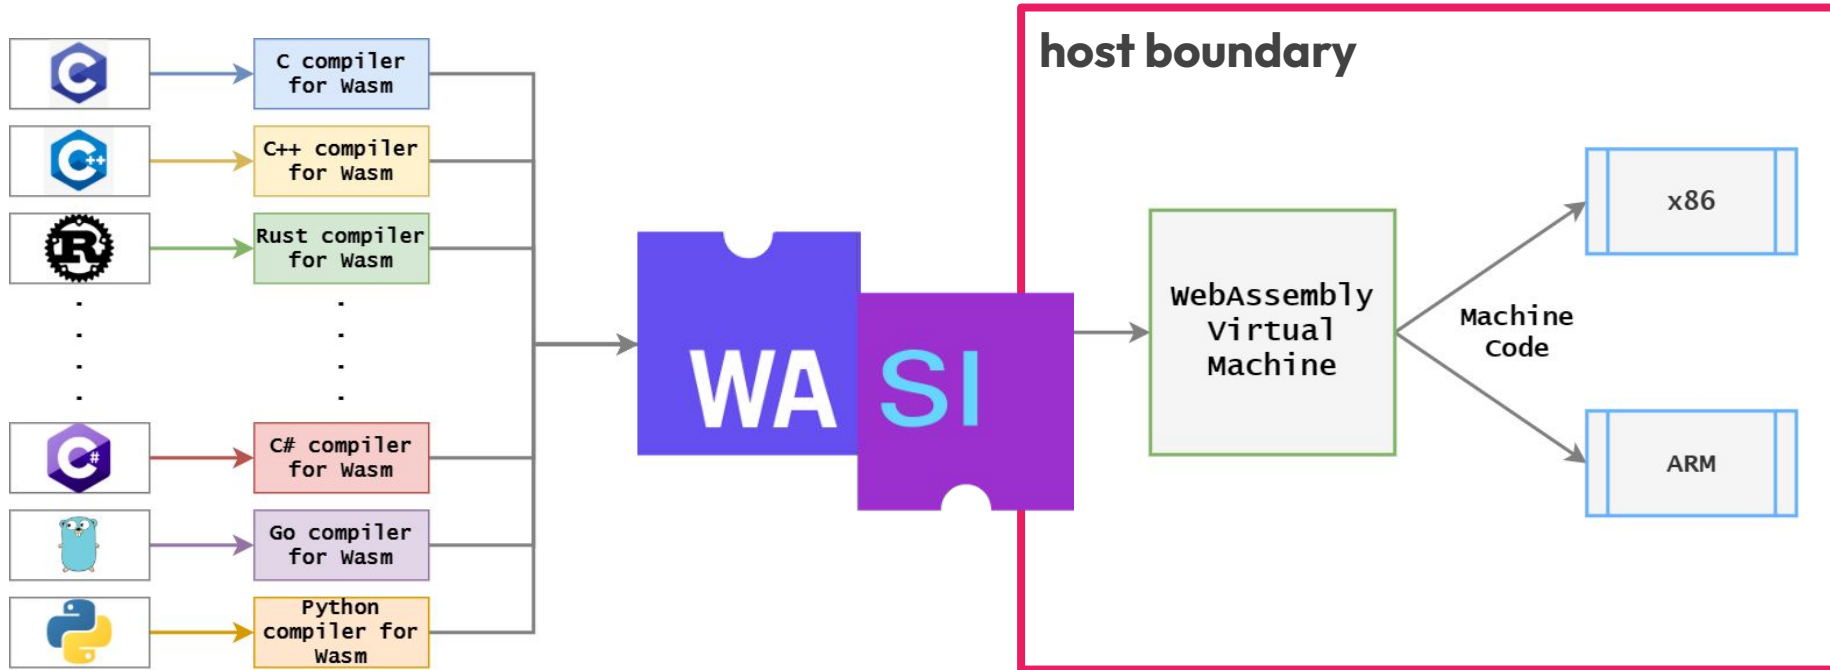 host boundary
C
C compiler
for Wasm
C++
C++ compiler
for Wasm
R
Rust compiler
for Wasm
C#
C# compiler
for Wasm
Go compiler
for Wasm
Python
compiler for
Wasm
WA SI
WebAssembly
Virtual
Machine
Machine
Code
x86
ARM